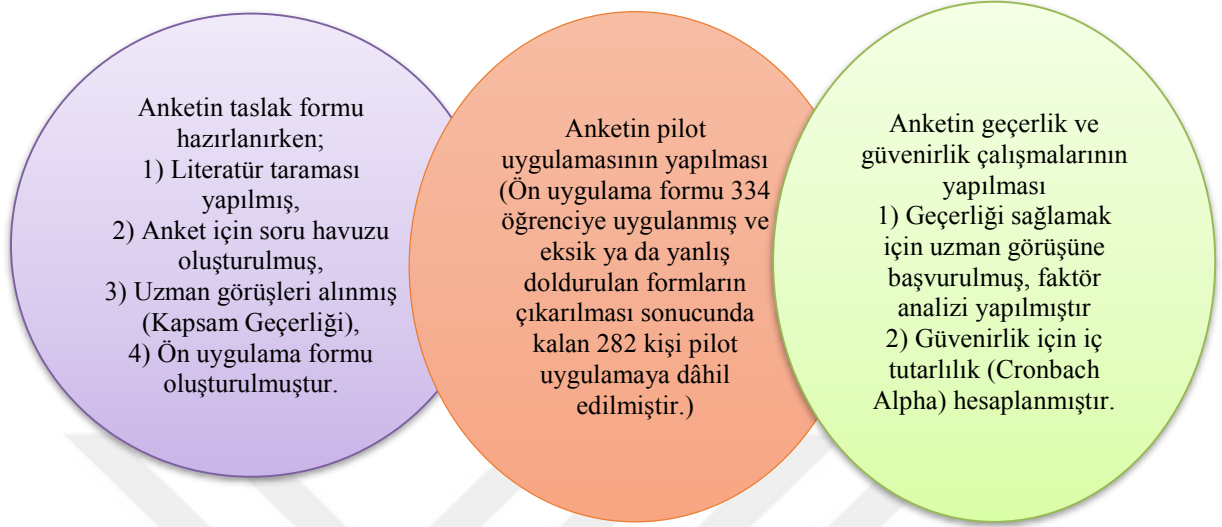 Anketin taslak formu
hazırlanırken;
1) Literatür taraması
yapılmış,
2) Anket için soru havuzu
oluşturulmuş,
3) Uzman görüşleri alınmış
(Kapsam Geçerliği),
4) Ön uygulama formu
oluşturulmuştur.
Anketin pilot
uygulamasının yapılması
(Ön uygulama formu 334
öğrenciye uygulanmış ve
eksik ya da yanlış
doldurulan formların
çıkarılması sonucunda
kalan 282 kişi pilot
uygulamaya dâhil
edilmiştir.)
Anketin geçerlik ve
güvenirlik çalışmalarının
yapılması
1) Geçerliği sağlamak
için uzman görüşüne
başvurulmuş, faktör
analizi yapılmıştır
2) Güvenirlik için iç
tutarlılık (Cronbach
Alpha) hesaplanmıştır.